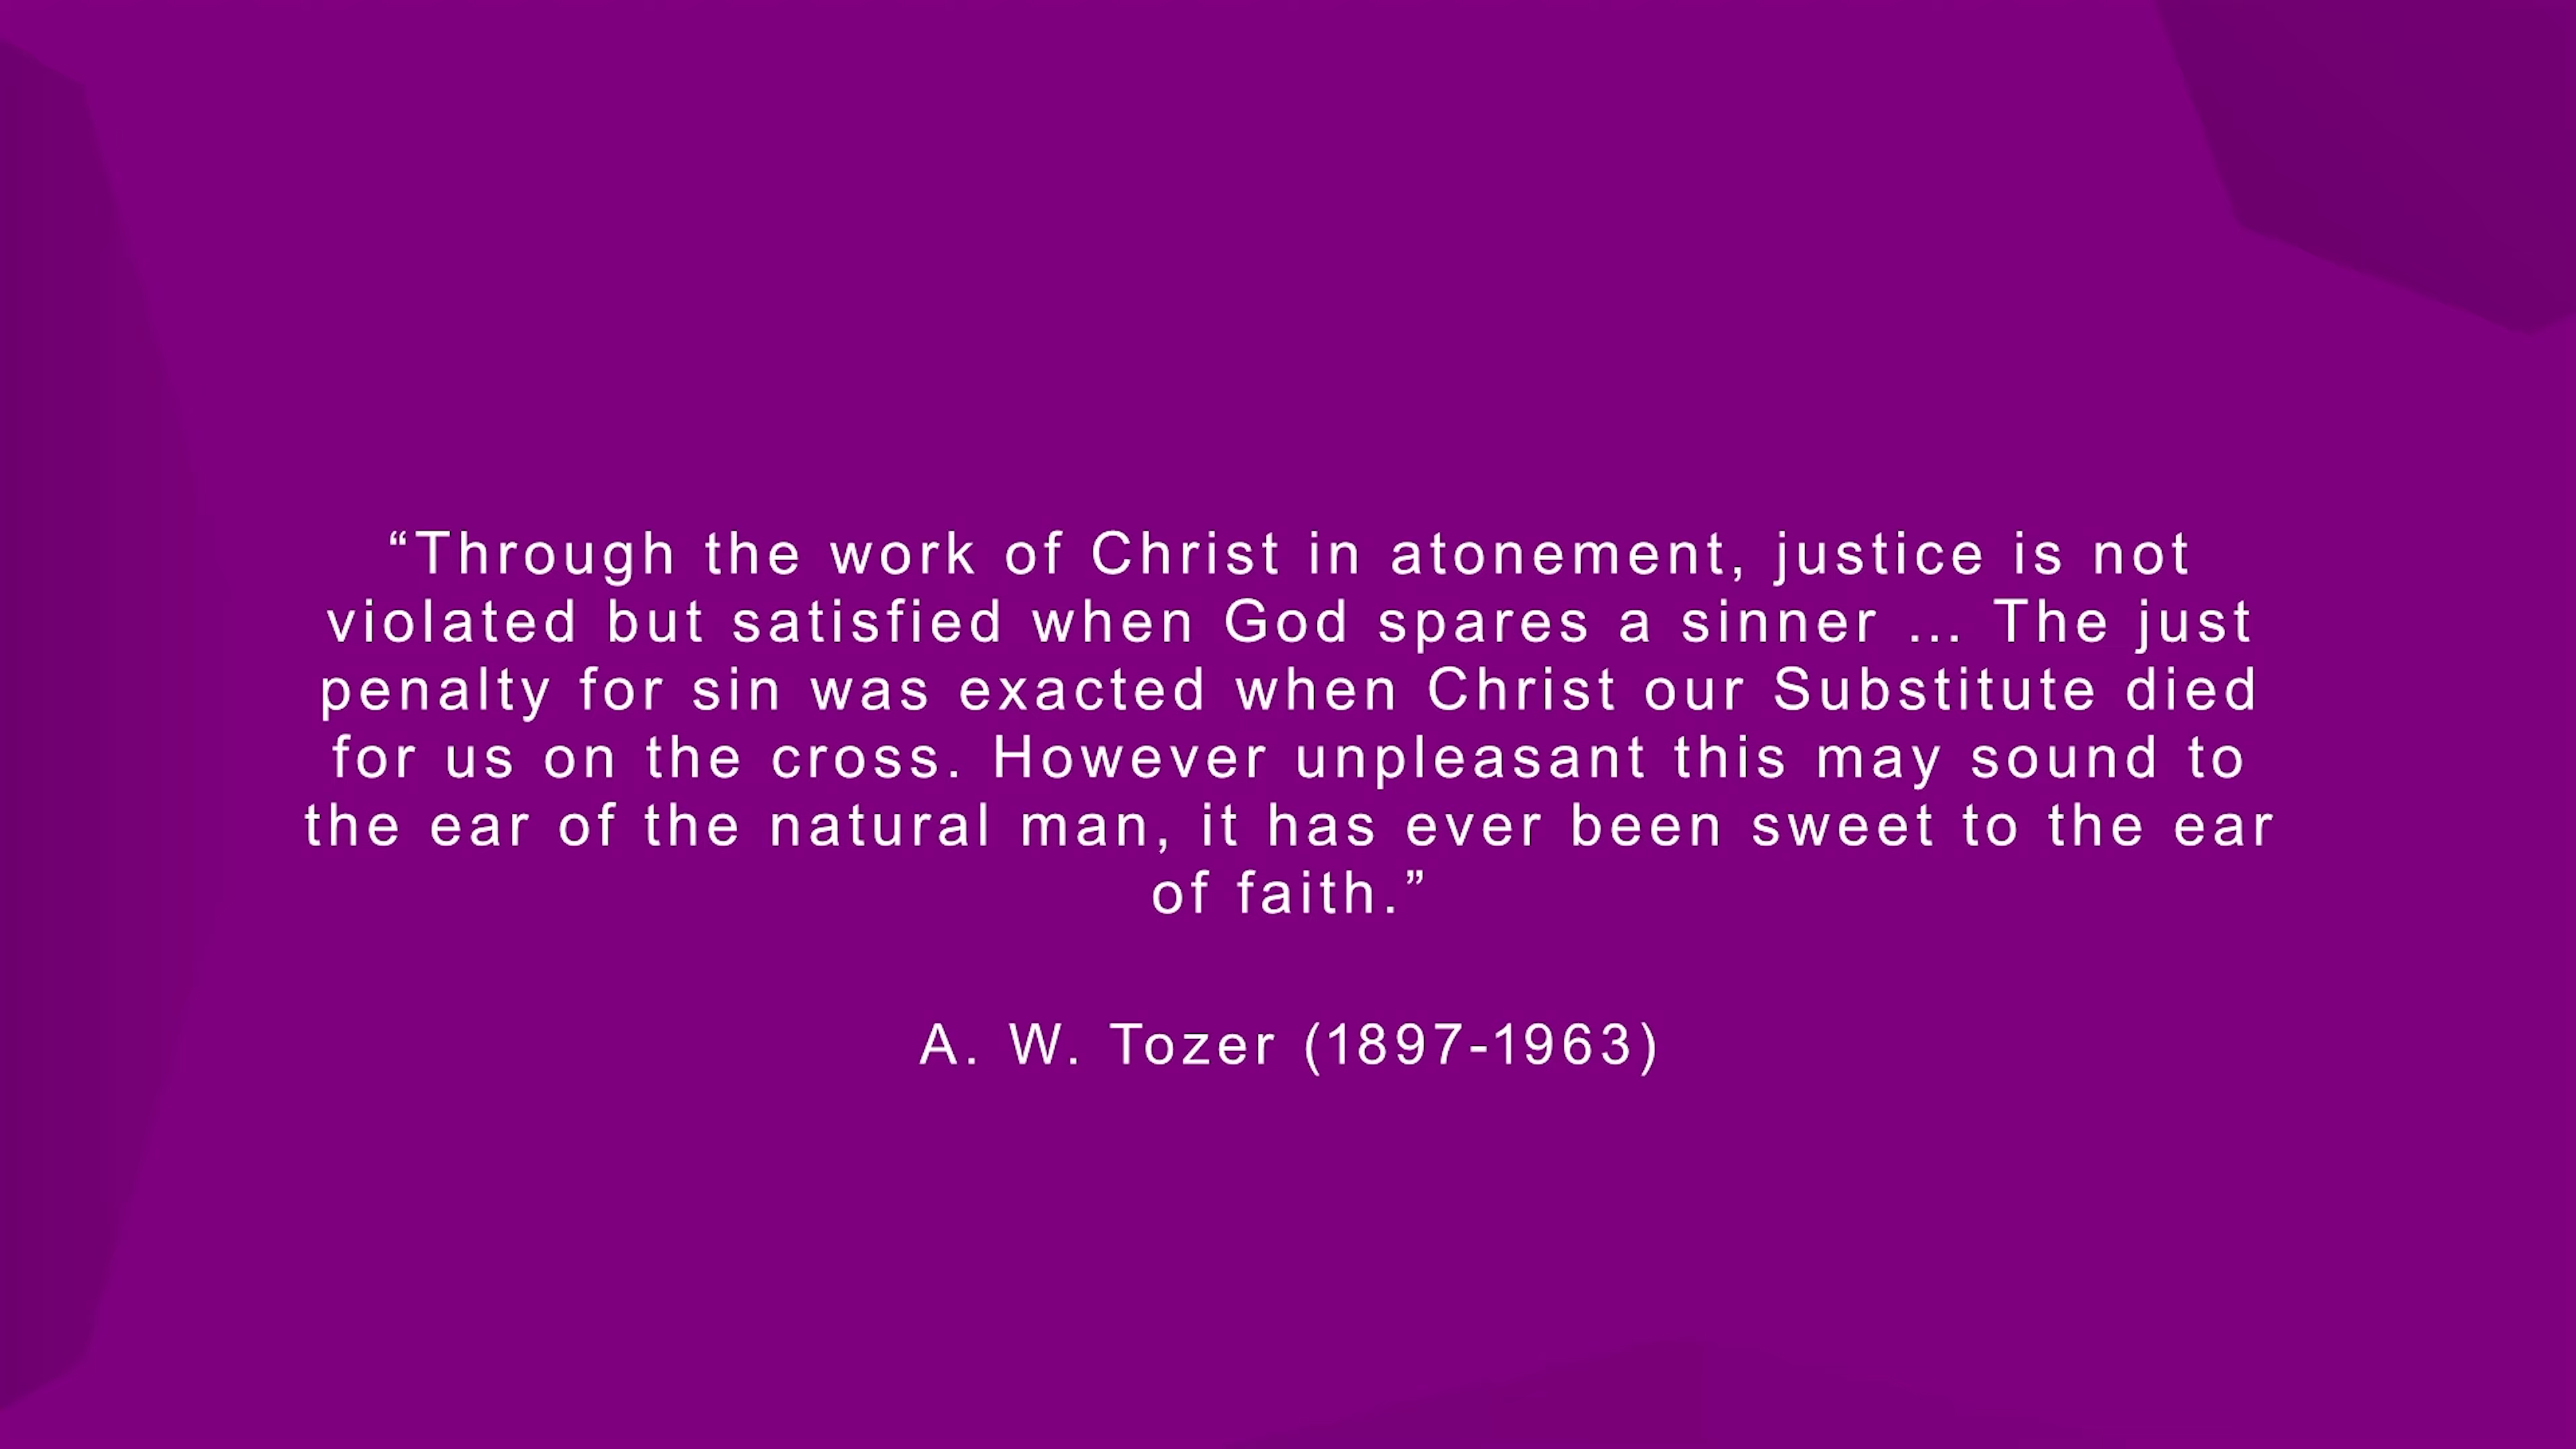 “Through the work of Christ in atonement, justice is not
violated but satisfied when God spares a sinner ... The just
penalty for sin was exacted when Christ our Substitute died
for us on the cross. However unpleasant this may sound to
the ear of the natural man, it has ever been sweet to the ear
of faith.”
A. W. Tozer (1897-1963)